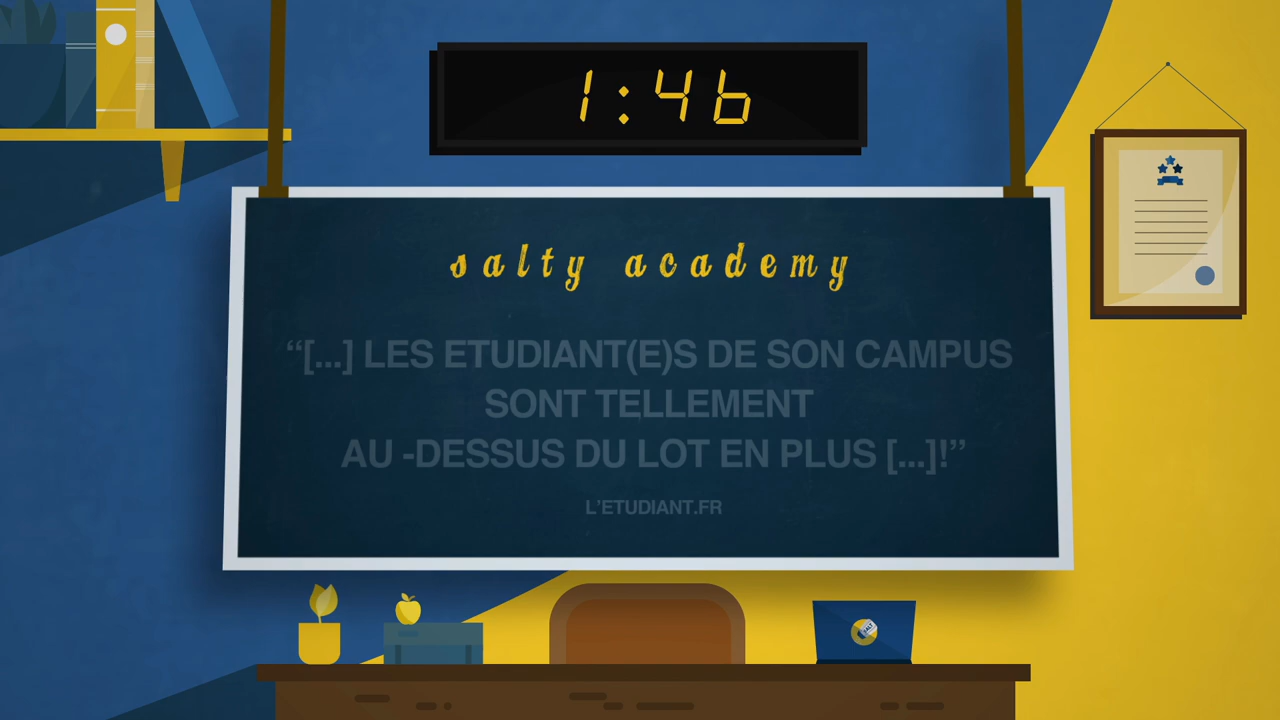 1:46
salty academy
“[...] LES ETUDIANT(E)S DE SON CAMPUS
SONT TELLEMENT
AU -DESSUS DU LOT EN PLUS [...]!”
L'ETUDIANT.FR